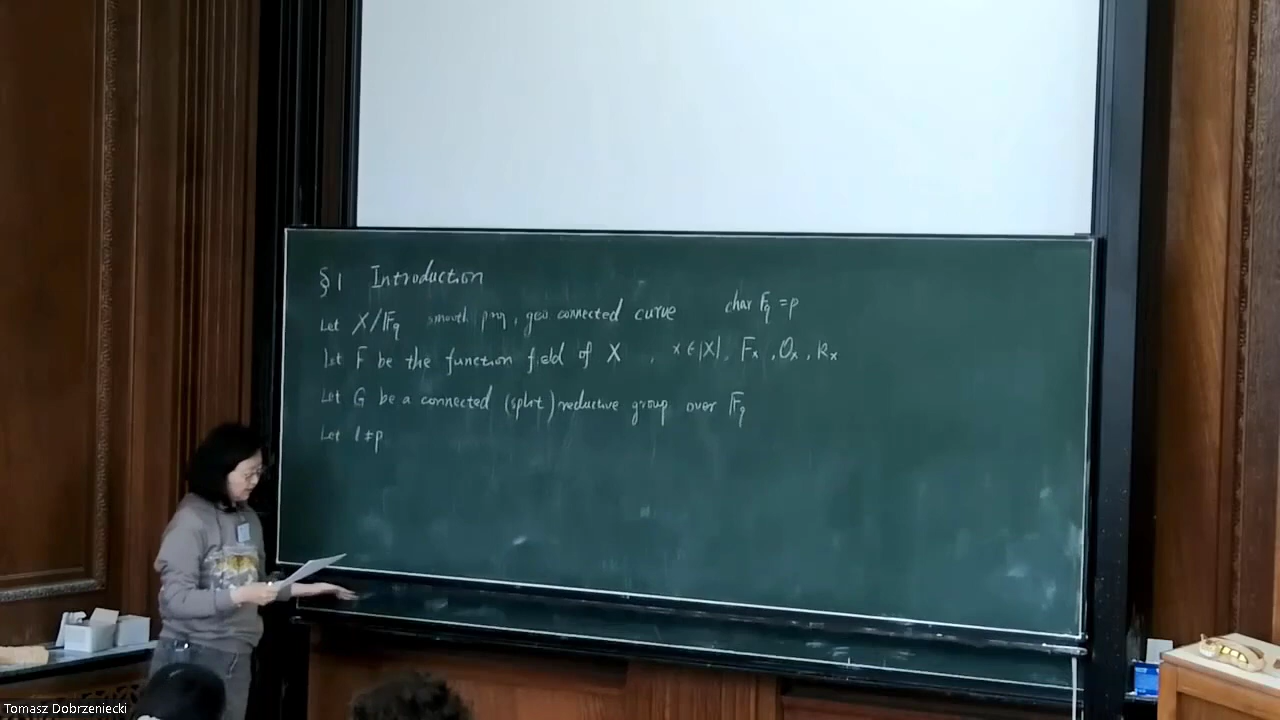 §1 Introduction
Let X/𝔽q smooth proj, geo connected curve char 𝔽q = p
Let F be the function field of X, x ∈ |X|, Fx, Ox, kx
Let G be a connected (split) reductive group over 𝔽q
Let l ≠ p
Tomasz Dobrzeniecki